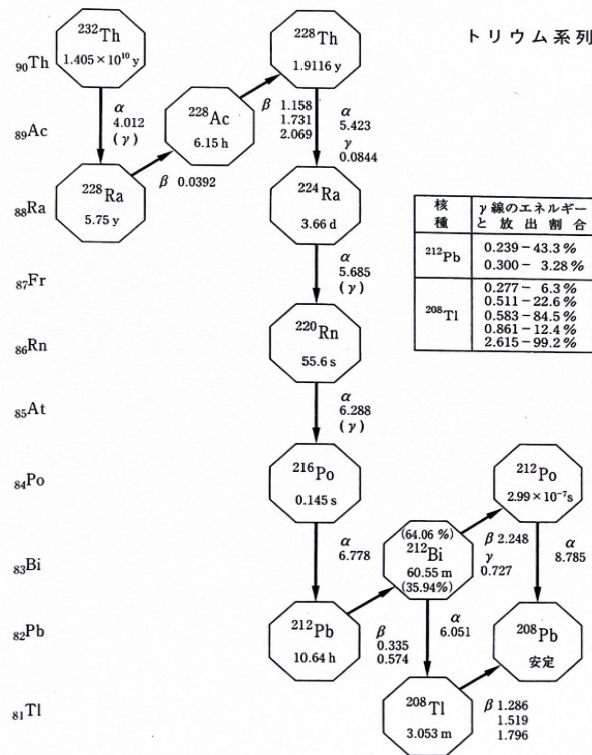 トリウム系列
₉₀Th
²³²Th
1.405×10¹⁰ y
²²⁸Th
1.9116 y
α
4.012
(γ)
₈₉Ac
²²⁸Ac
6.15 h
β 1.158
1.731
2.069
α
5.423
γ
0.0844
₈₈Ra
²²⁸Ra
5.75 y
β 0.0392
²²⁴Ra
3.66 d
核種 γ線のエネルギーと放出割合
²¹²Pb 0.239－43.3％
0.300－ 3.28％
²⁰⁸Tl 0.277－ 6.3％
0.511－22.6％
0.583－84.5％
0.861－12.4％
2.615－99.2％
₈₇Fr
α
5.685
(γ)
₈₆Rn
²²⁰Rn
55.6 s
₈₅At
α
6.288
(γ)
₈₄Po
²¹⁶Po
0.145 s
²¹²Po
2.99×10⁻⁷s
₈₃Bi
α
6.778
(64.06％)
²¹²Bi
60.55 m
(35.94％)
β 2.248
γ
0.727
α
8.785
₈₂Pb
²¹²Pb
10.64 h
β
0.335
0.574
α
6.051
²⁰⁸Pb
安定
₈₁Tl
²⁰⁸Tl
3.053 m
β 1.286
1.519
1.796